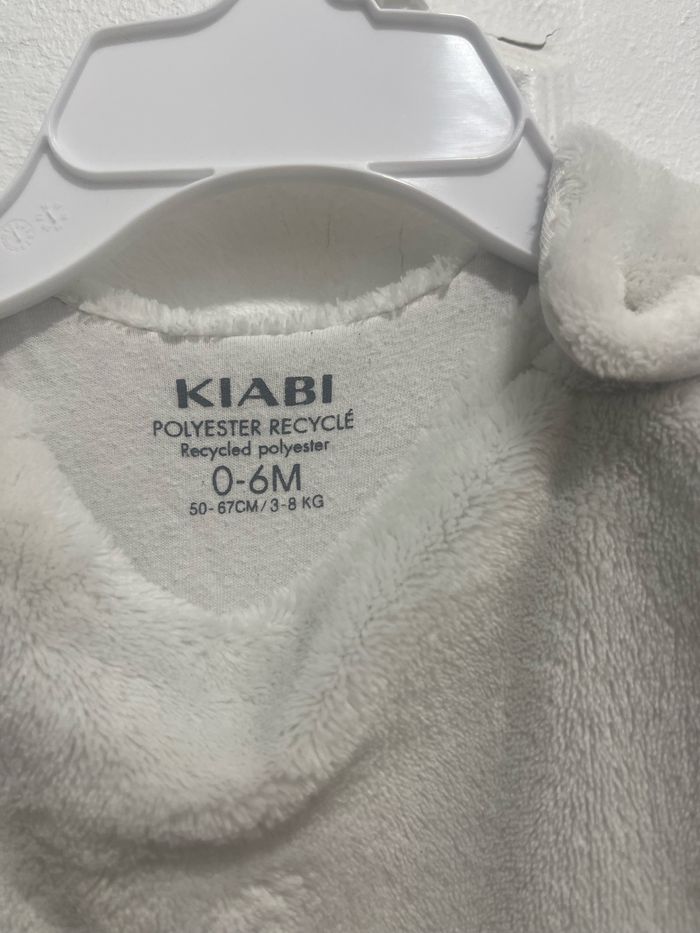 KIABI
POLYESTER RECYCLÉ
Recycled polyester
0-6M
50-67CM/3-8 KG